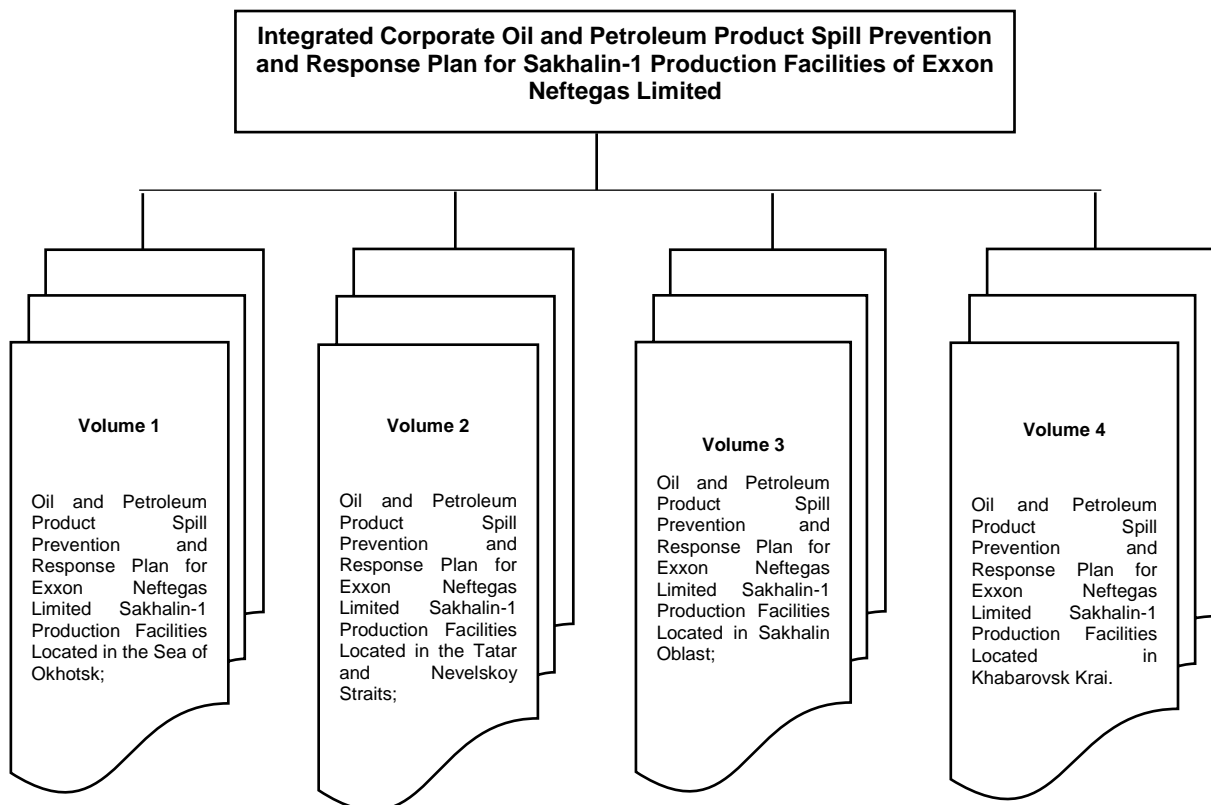 Integrated Corporate Oil and Petroleum Product Spill Prevention
and Response Plan for Sakhalin-1 Production Facilities of Exxon
Neftegas Limited
Volume 1
Oil and Petroleum
Product Spill
Prevention and
Response Plan for
Exxon Neftegas
Limited Sakhalin-1
Production Facilities
Located in the Sea of
Okhotsk;
Volume 2
Oil and Petroleum
Product Spill
Prevention and
Response Plan for
Exxon Neftegas
Limited Sakhalin-1
Production Facilities
Located in the Tatar
and Nevelskoy
Straits;
Volume 3
Oil and Petroleum
Product Spill
Prevention and
Response Plan for
Exxon Neftegas
Limited Sakhalin-1
Production Facilities
Located in Sakhalin
Oblast;
Volume 4
Oil and Petroleum
Product Spill
Prevention and
Response Plan for
Exxon Neftegas
Limited Sakhalin-1
Production Facilities
Located in
Khabarovsk Krai.